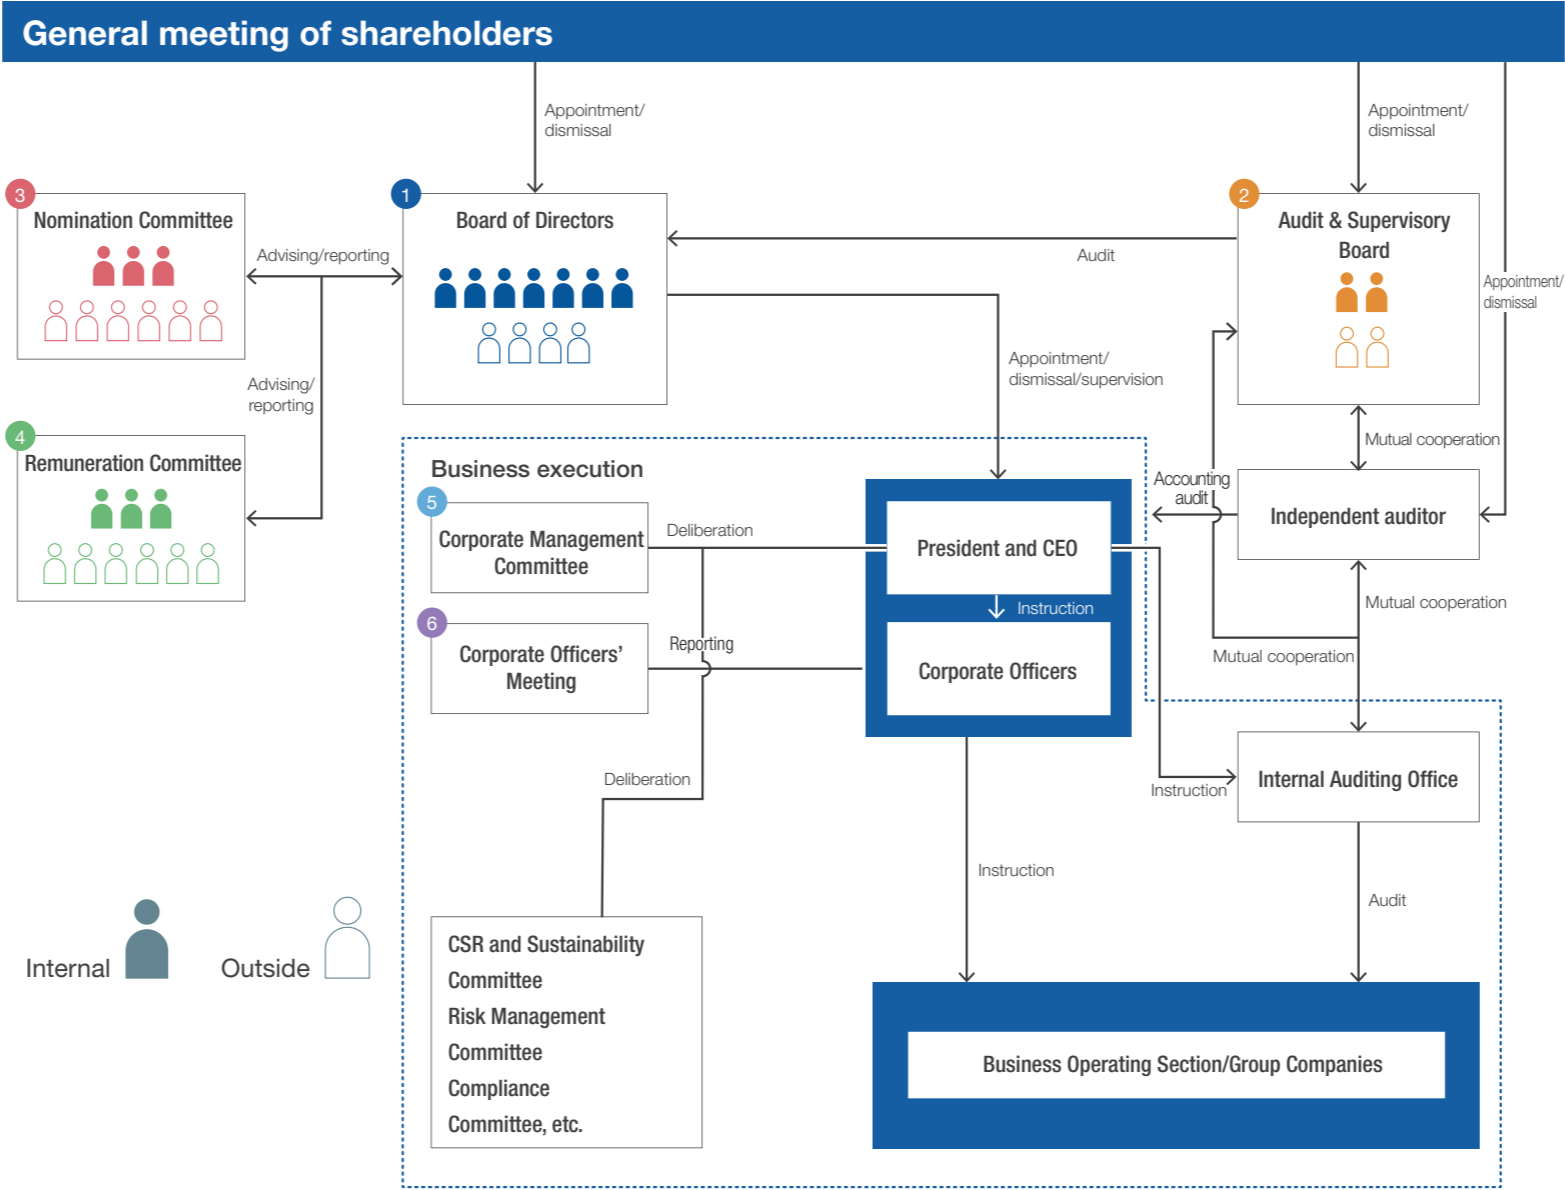 General meeting of shareholders
Appointment/
dismissal
Appointment/
dismissal
3
Nomination Committee
Advising/reporting
1
Board of Directors
Audit
2
Audit & Supervisory
Board
Appointment/
dismissal
Appointment/
dismissal/supervision
Advising/
reporting
4
Remuneration Committee
Mutual cooperation
Business execution
Accounting
audit
Independent auditor
5
Corporate Management
Committee
Deliberation
President and CEO
Instruction
Mutual cooperation
6
Corporate Officers’
Meeting
Reporting
Corporate Officers
Mutual cooperation
Deliberation
Instruction
Internal Auditing Office
Instruction
Audit
Internal
Outside
CSR and Sustainability
Committee
Risk Management
Committee
Compliance
Committee, etc.
Business Operating Section/Group Companies